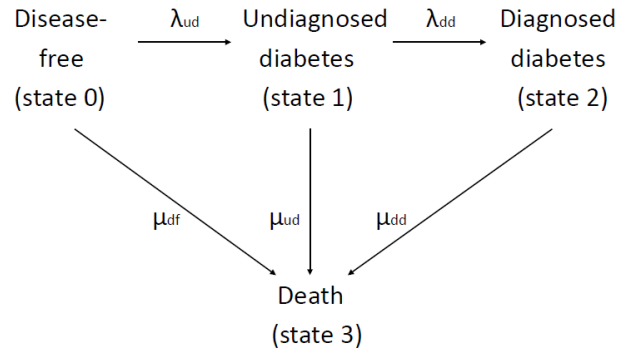 Disease-
free
(state 0)
λud
Undiagnosed
diabetes
(state 1)
λdd
Diagnosed
diabetes
(state 2)
μdf
μud
μdd
Death
(state 3)